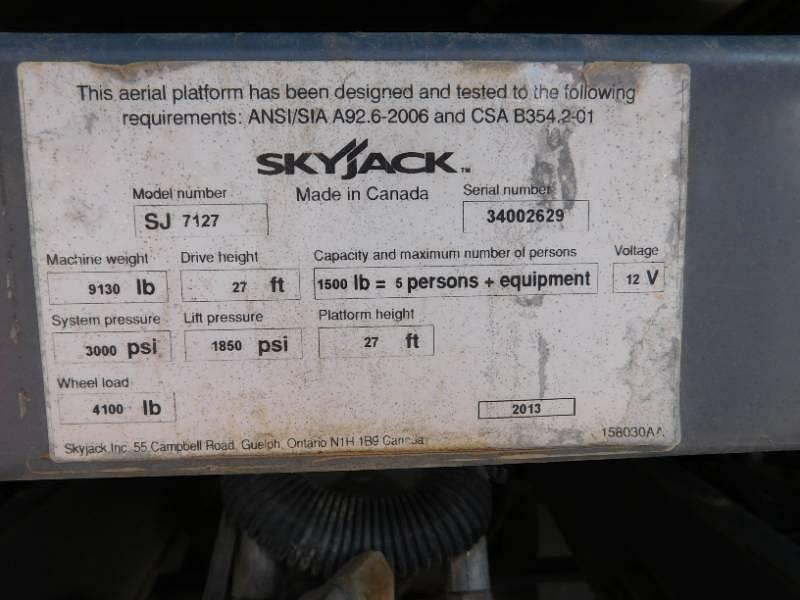 This aerial platform has been designed and tested to the following
requirements: ANSI/SIA A92.6-2006 and CSA B354.2-01
SKYJACK™
Model number Made in Canada Serial number
SJ 7127 34002629
Machine weight Drive height Capacity and maximum number of persons Voltage
9130 lb 27 ft 1500 lb = 5 persons + equipment 12 V
System pressure Lift pressure Platform height
3000 psi 1850 psi 27 ft
Wheel load
4100 lb 2013
158030AA
Skyjack Inc. 55 Campbell Road, Guelph, Ontario N1H 1B9 Canada